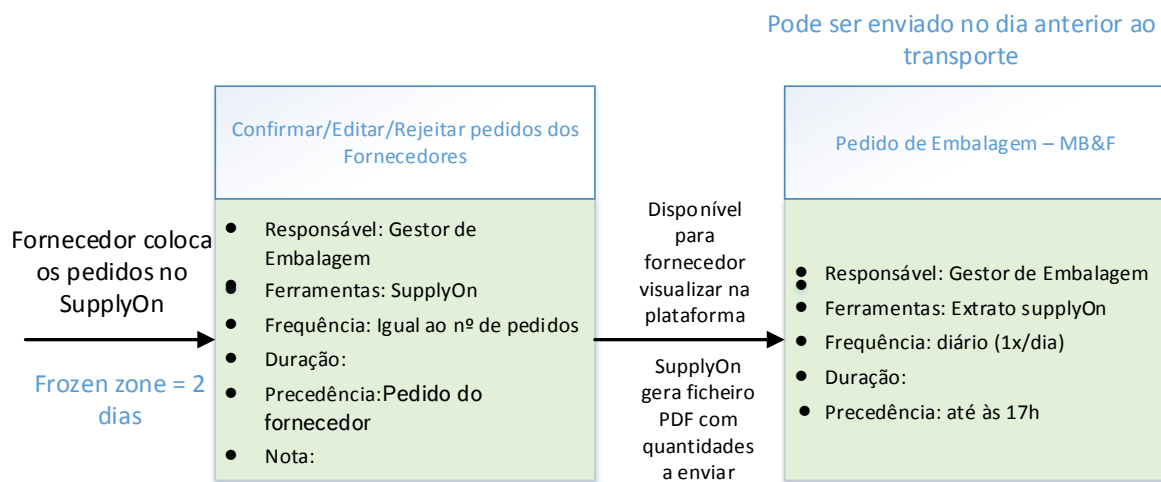 Pode ser enviado no dia anterior ao
transporte
Fornecedor coloca
os pedidos no
SupplyOn
Frozen zone = 2
dias
Confirmar/Editar/Rejeitar pedidos dos
Fornecedores
● Responsável: Gestor de
Embalagem
● Ferramentas: SupplyOn
● Frequência: Igual ao nº de pedidos
● Duração:
● Precedência:Pedido do
fornecedor
● Nota:
Disponível
para
fornecedor
visualizar na
plataforma
SupplyOn
gera ficheiro
PDF com
quantidades
a enviar
Pedido de Embalagem – MB&F
● Responsável: Gestor de Embalagem
● Ferramentas: Extrato supplyOn
● Frequência: diário (1x/dia)
● Duração:
● Precedência: até às 17h